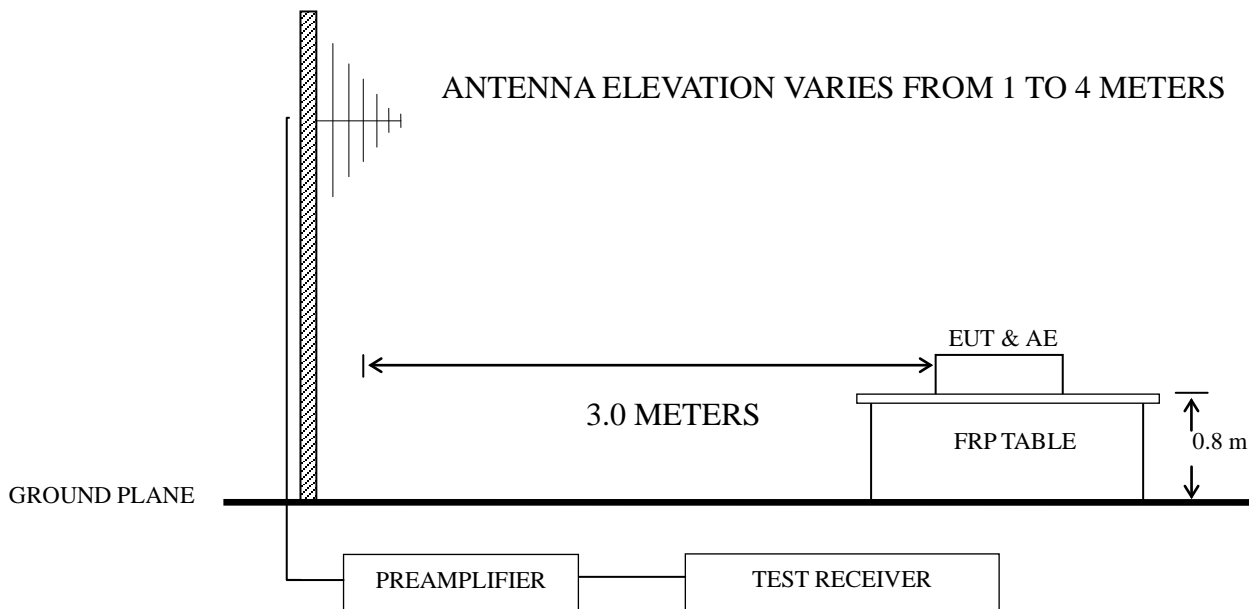 ANTENNA ELEVATION VARIES FROM 1 TO 4 METERS
EUT & AE
3.0 METERS
FRP TABLE
0.8 m
GROUND PLANE
PREAMPLIFIER
TEST RECEIVER